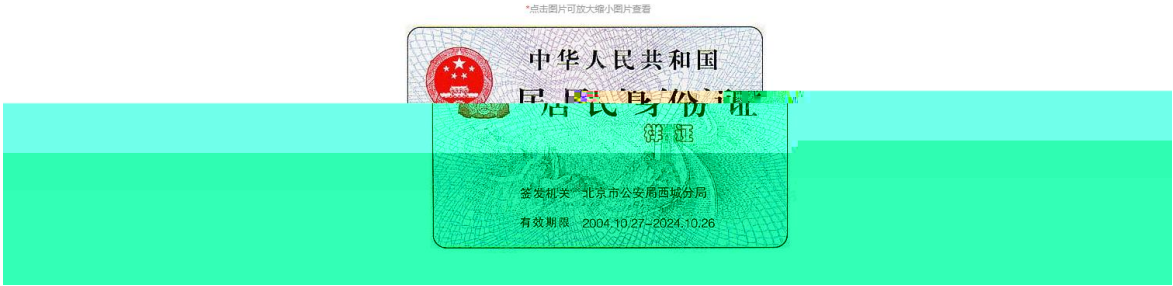 *点击图片可放大缩小图片查看
中华人民共和国
居民身份证
样证
签发机关 北京市公安局西城分局
有效期限 2004.10.27-2024.10.26